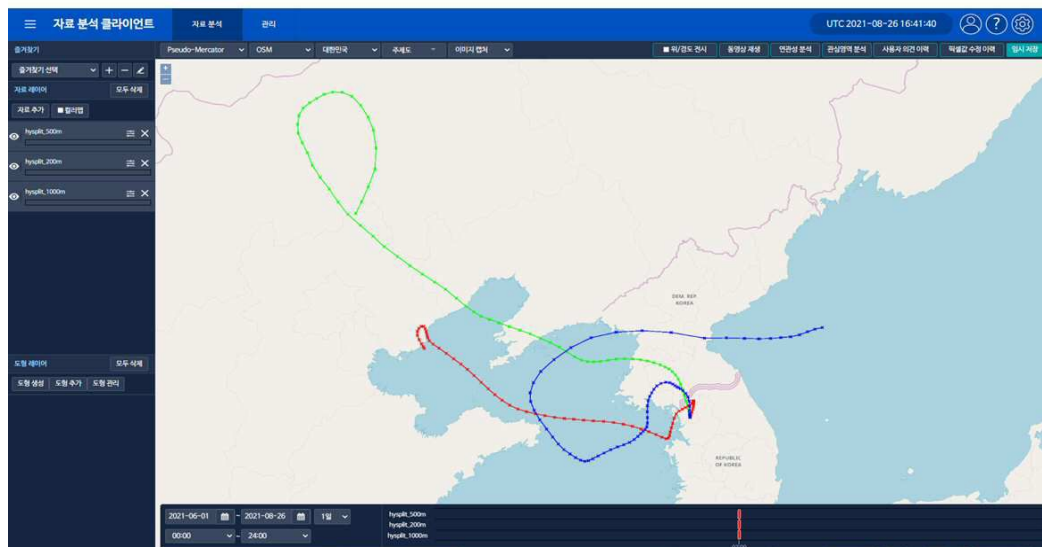 자료 분석 클라이언트 자료 분석 관리 UTC 2021-08-26 16:41:40 ?
즐겨찾기 Pseudo-Mercator OSM 대한민국 주제도 이미지 캡처 위/경도 전시 동영상 재생 연관성 분석 관심영역 분석 사용자 의견 이력 픽셀값 수정 이력 임시 저장
즐겨찾기 선택
자료 레이어 모두 삭제
자료 추가 컬러맵
hysplit_500m
hysplit_200m
hysplit_1000m
DEM. REP.
KOREA
도형 레이어 모두 삭제
도형 생성 도형 추가 도형 관리
REPUBLIC
OF KOREA
2021-06-01 - 2021-08-26 1일
00:00 ~ 24:00
hysplit_500m
hysplit_200m
hysplit_1000m